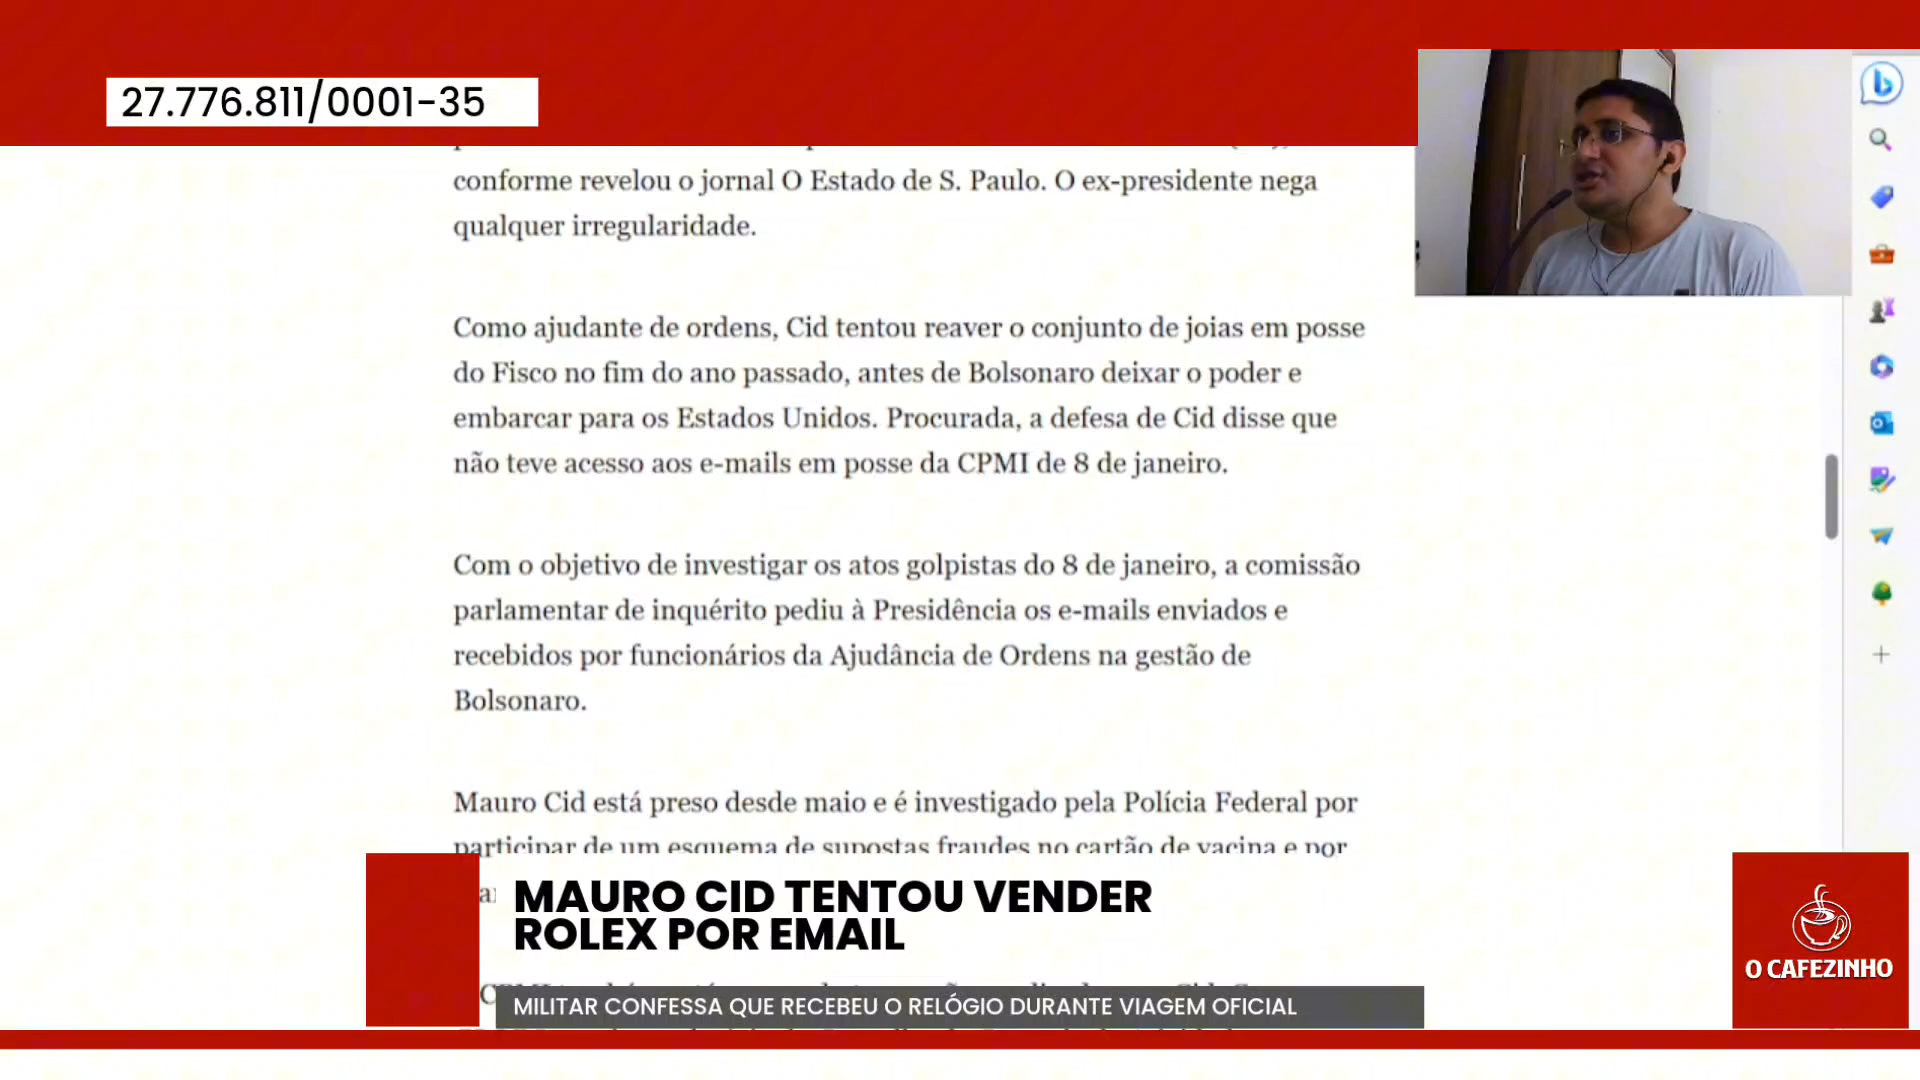 27.776.811/0001-35
conforme revelou o jornal O Estado de S. Paulo. O ex-presidente nega
qualquer irregularidade.
Como ajudante de ordens, Cid tentou reaver o conjunto de joias em posse
do Fisco no fim do ano passado, antes de Bolsonaro deixar o poder e
embarcar para os Estados Unidos. Procurada, a defesa de Cid disse que
não teve acesso aos e-mails em posse da CPMI de 8 de janeiro.
Com o objetivo de investigar os atos golpistas do 8 de janeiro, a comissão
parlamentar de inquérito pediu à Presidência os e-mails enviados e
recebidos por funcionários da Ajudância de Ordens na gestão de
Bolsonaro.
Mauro Cid está preso desde maio e é investigado pela Polícia Federal por
participar de um esquema de supostas fraudes no cartão de vacina e por
MAURO CID TENTOU VENDER
ROLEX POR EMAIL
MILITAR CONFESSA QUE RECEBEU O RELÓGIO DURANTE VIAGEM OFICIAL
O CAFEZINHO